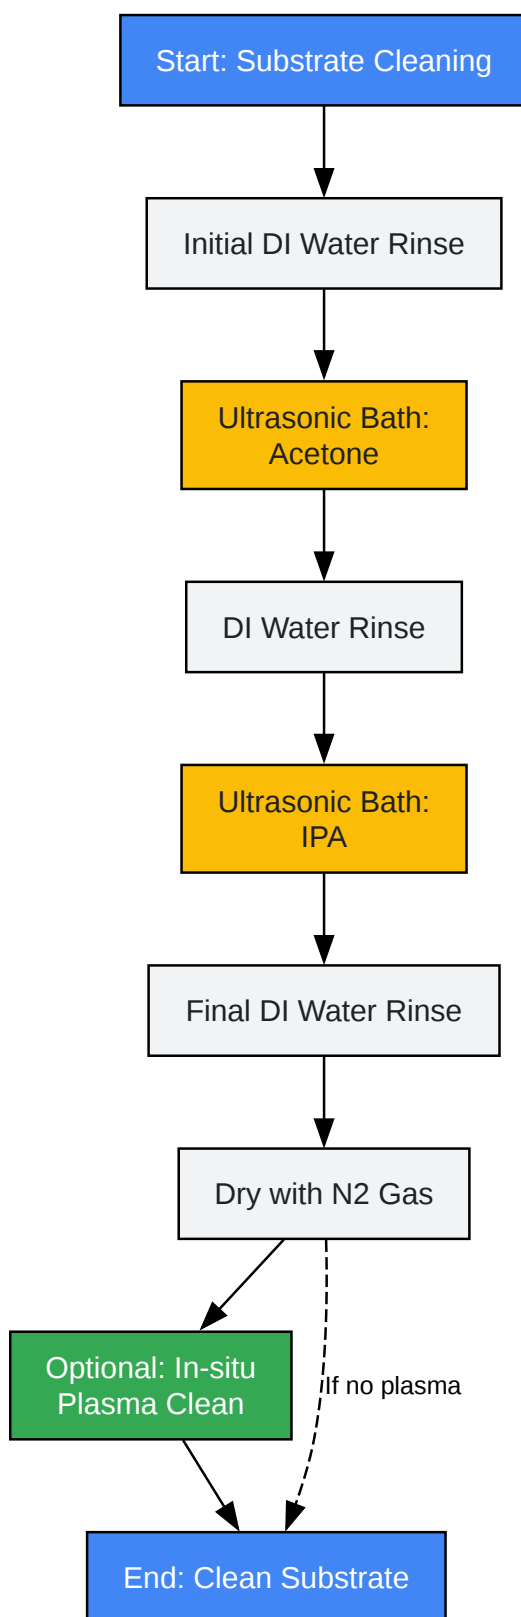 Start: Substrate Cleaning
Initial DI Water Rinse
Ultrasonic Bath:
Acetone
DI Water Rinse
Ultrasonic Bath:
IPA
Final DI Water Rinse
Dry with N2 Gas
Optional: In-situ
Plasma Clean
If no plasma
End: Clean Substrate